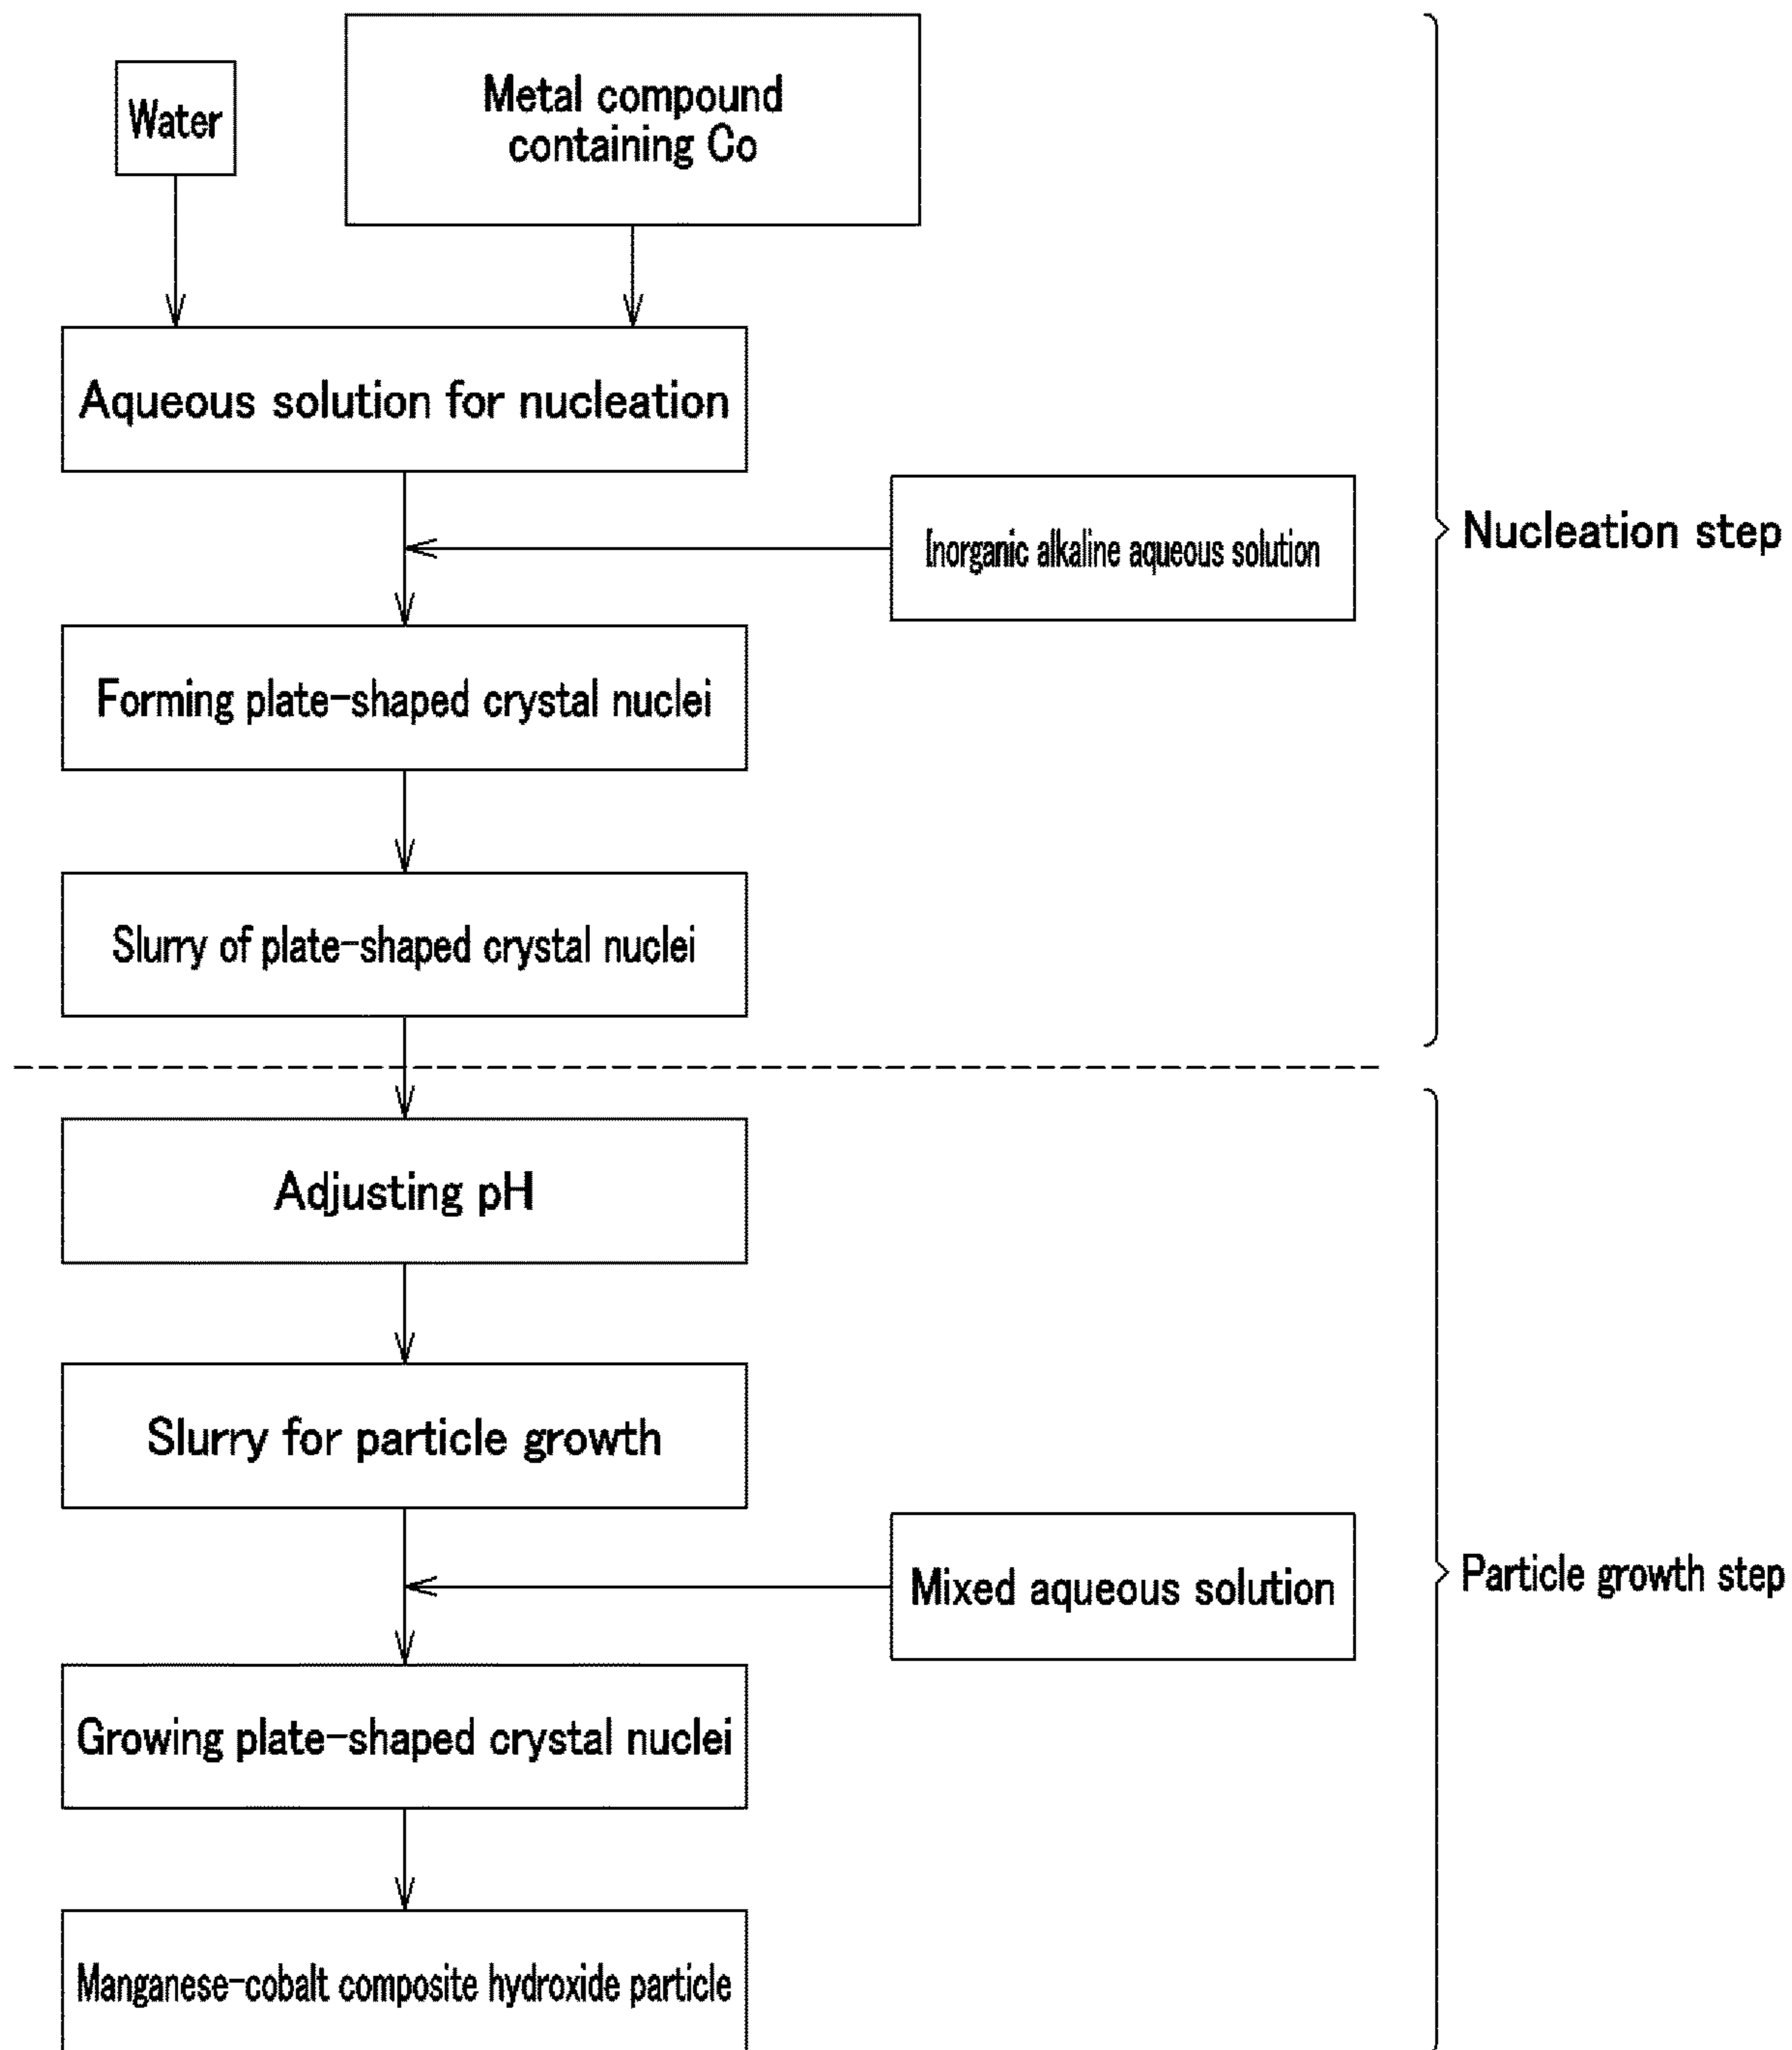 Water
Metal compound
containing Co
Aqueous solution for nucleation
Inorganic alkaline aqueous solution
Nucleation step
Forming plate-shaped crystal nuclei
Slurry of plate-shaped crystal nuclei
Adjusting pH
Slurry for particle growth
Mixed aqueous solution
Particle growth step
Growing plate-shaped crystal nuclei
Manganese-cobalt composite hydroxide particle